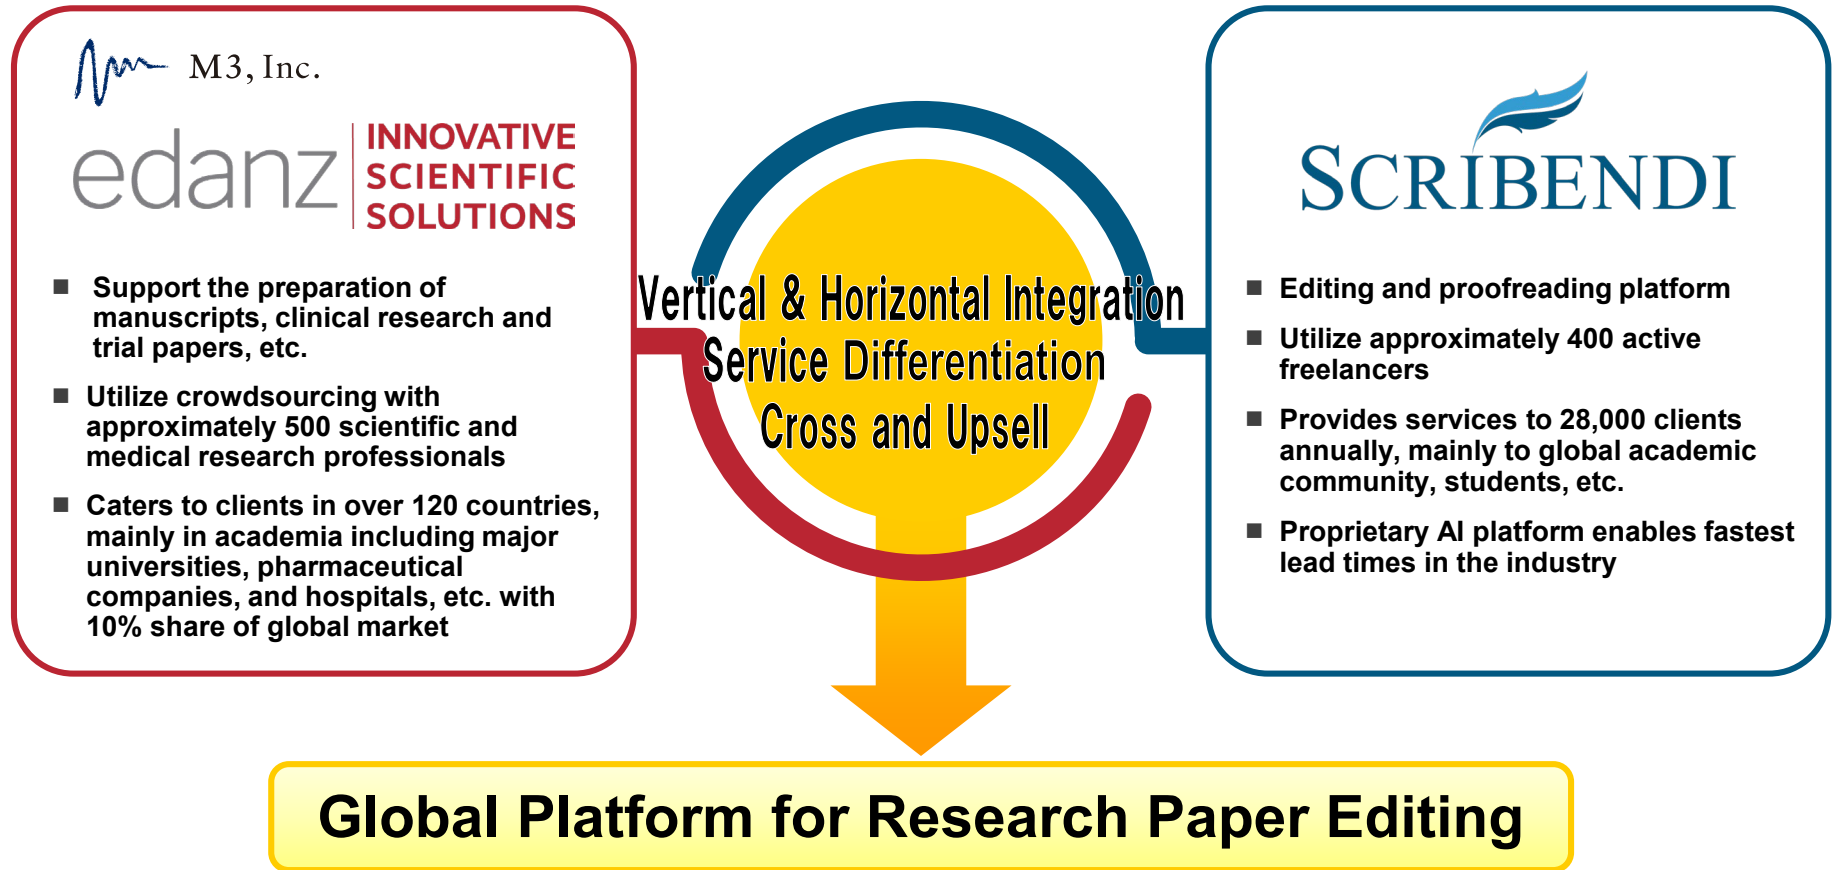 M3, Inc.
edanz
INNOVATIVE
SCIENTIFIC
SOLUTIONS
■ Support the preparation of
manuscripts, clinical research and
trial papers, etc.
■ Utilize crowdsourcing with
approximately 500 scientific and
medical research professionals
■ Caters to clients in over 120 countries,
mainly in academia including major
universities, pharmaceutical
companies, and hospitals, etc. with
10% share of global market
Vertical & Horizontal Integration
Service Differentiation
Cross and Upsell
SCRIBENDI
■ Editing and proofreading platform
■ Utilize approximately 400 active
freelancers
■ Provides services to 28,000 clients
annually, mainly to global academic
community, students, etc.
■ Proprietary AI platform enables fastest
lead times in the industry
Global Platform for Research Paper Editing